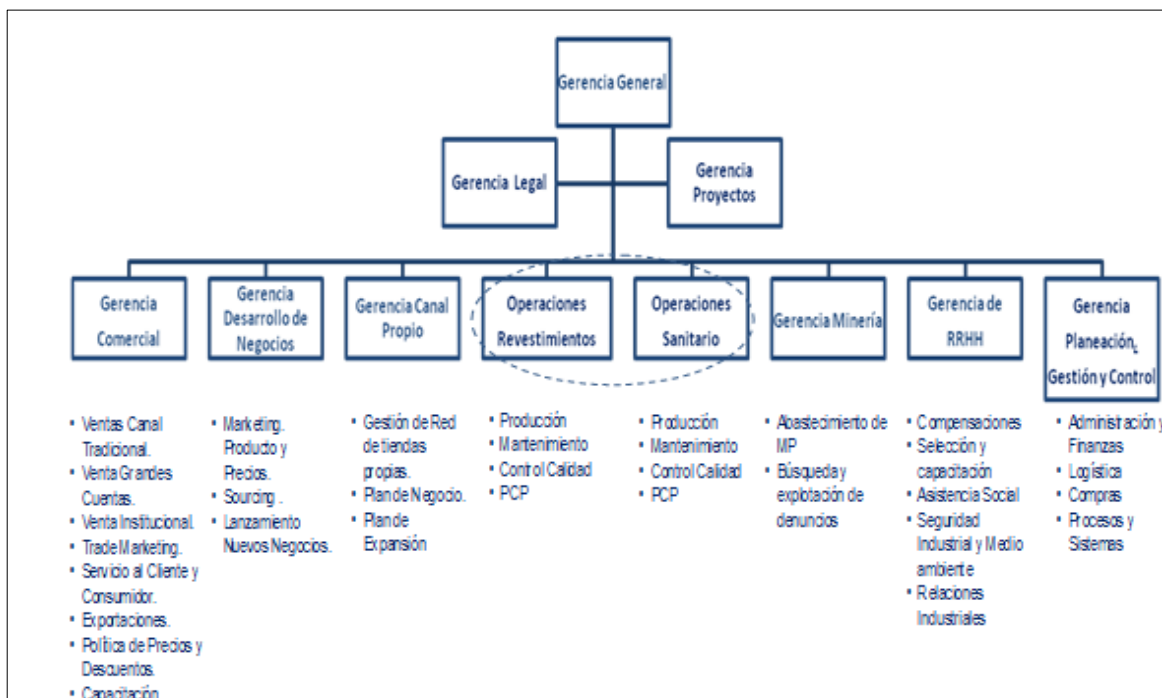 Gerencia General
Gerencia Legal
Gerencia
Proyectos
Gerencia
Comercial
Gerencia
Desarrollo de
Negocios
Gerencia Canal
Propio
Operaciones
Revestimientos
Operaciones
Sanitario
Gerencia Minería
Gerencia de
RRHH
Gerencia
Planeación,
Gestión y Control
▪ Ventas Canal
Tradicional.
▪ Venta Grandes
Cuentas.
▪ Venta Institucional.
▪ Trade Marketing.
▪ Servicio al Cliente y
Consumidor.
▪ Exportaciones.
▪ Política de Precios y
Descuentos.
▪ Capacitación
▪ Marketing.
Producto y
Precios.
▪ Sourcing .
▪ Lanzamiento
Nuevos Negocios.
▪ Gestión de Red
de tiendas
propias.
▪ Plan de Negocio.
▪ Plan de
Expansión
▪ Producción
▪ Mantenimiento
▪ Control Calidad
▪ PCP
▪ Producción
▪ Mantenimiento
▪ Control Calidad
▪ PCP
▪ Abastecimiento de
MP
▪ Búsqueda y
explotación de
denuncios
▪ Compensaciones
▪ Selección y
capacitación
▪ Asistencia Social
▪ Seguridad
Industrial y Medio
ambiente
▪ Relaciones
Industriales
▪ Administración y
Finanzas
▪ Logística
▪ Compras
▪ Procesos y
Sistemas